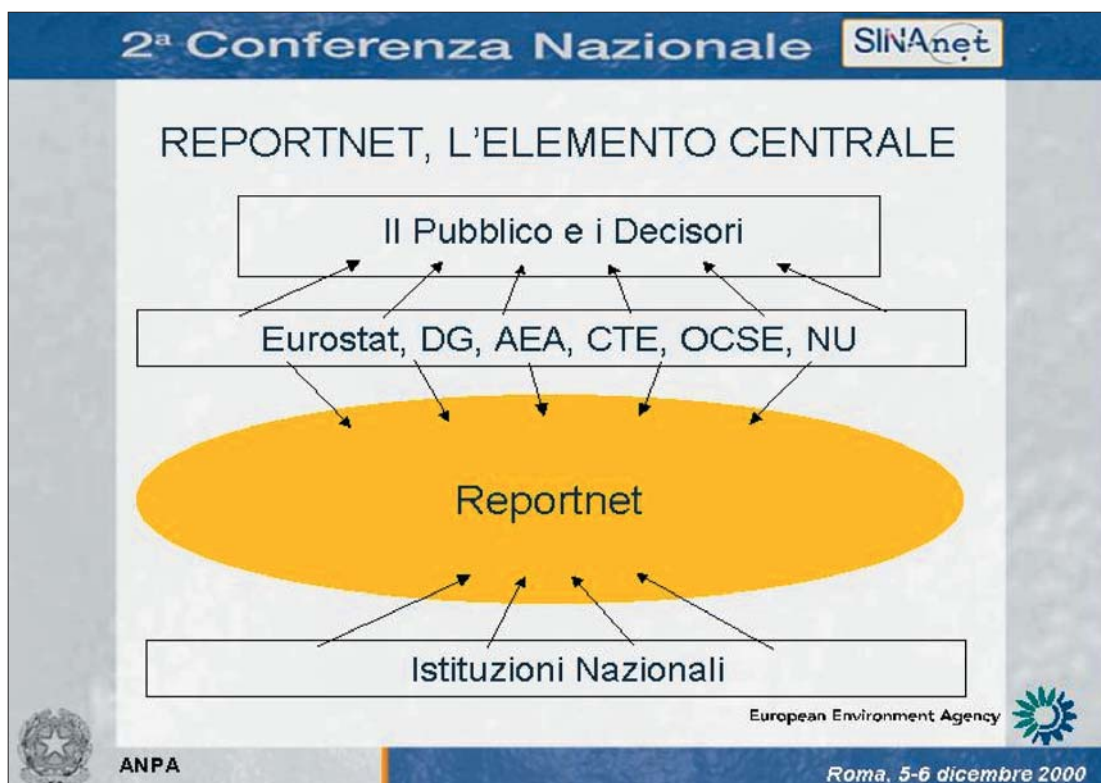 2ª Conferenza Nazionale SINAnet
REPORTNET, L'ELEMENTO CENTRALE
Il Pubblico e i Decisori
Eurostat, DG, AEA, CTE, OCSE, NU
Reportnet
Istituzioni Nazionali
European Environment Agency
ANPA
Roma, 5-6 dicembre 2000